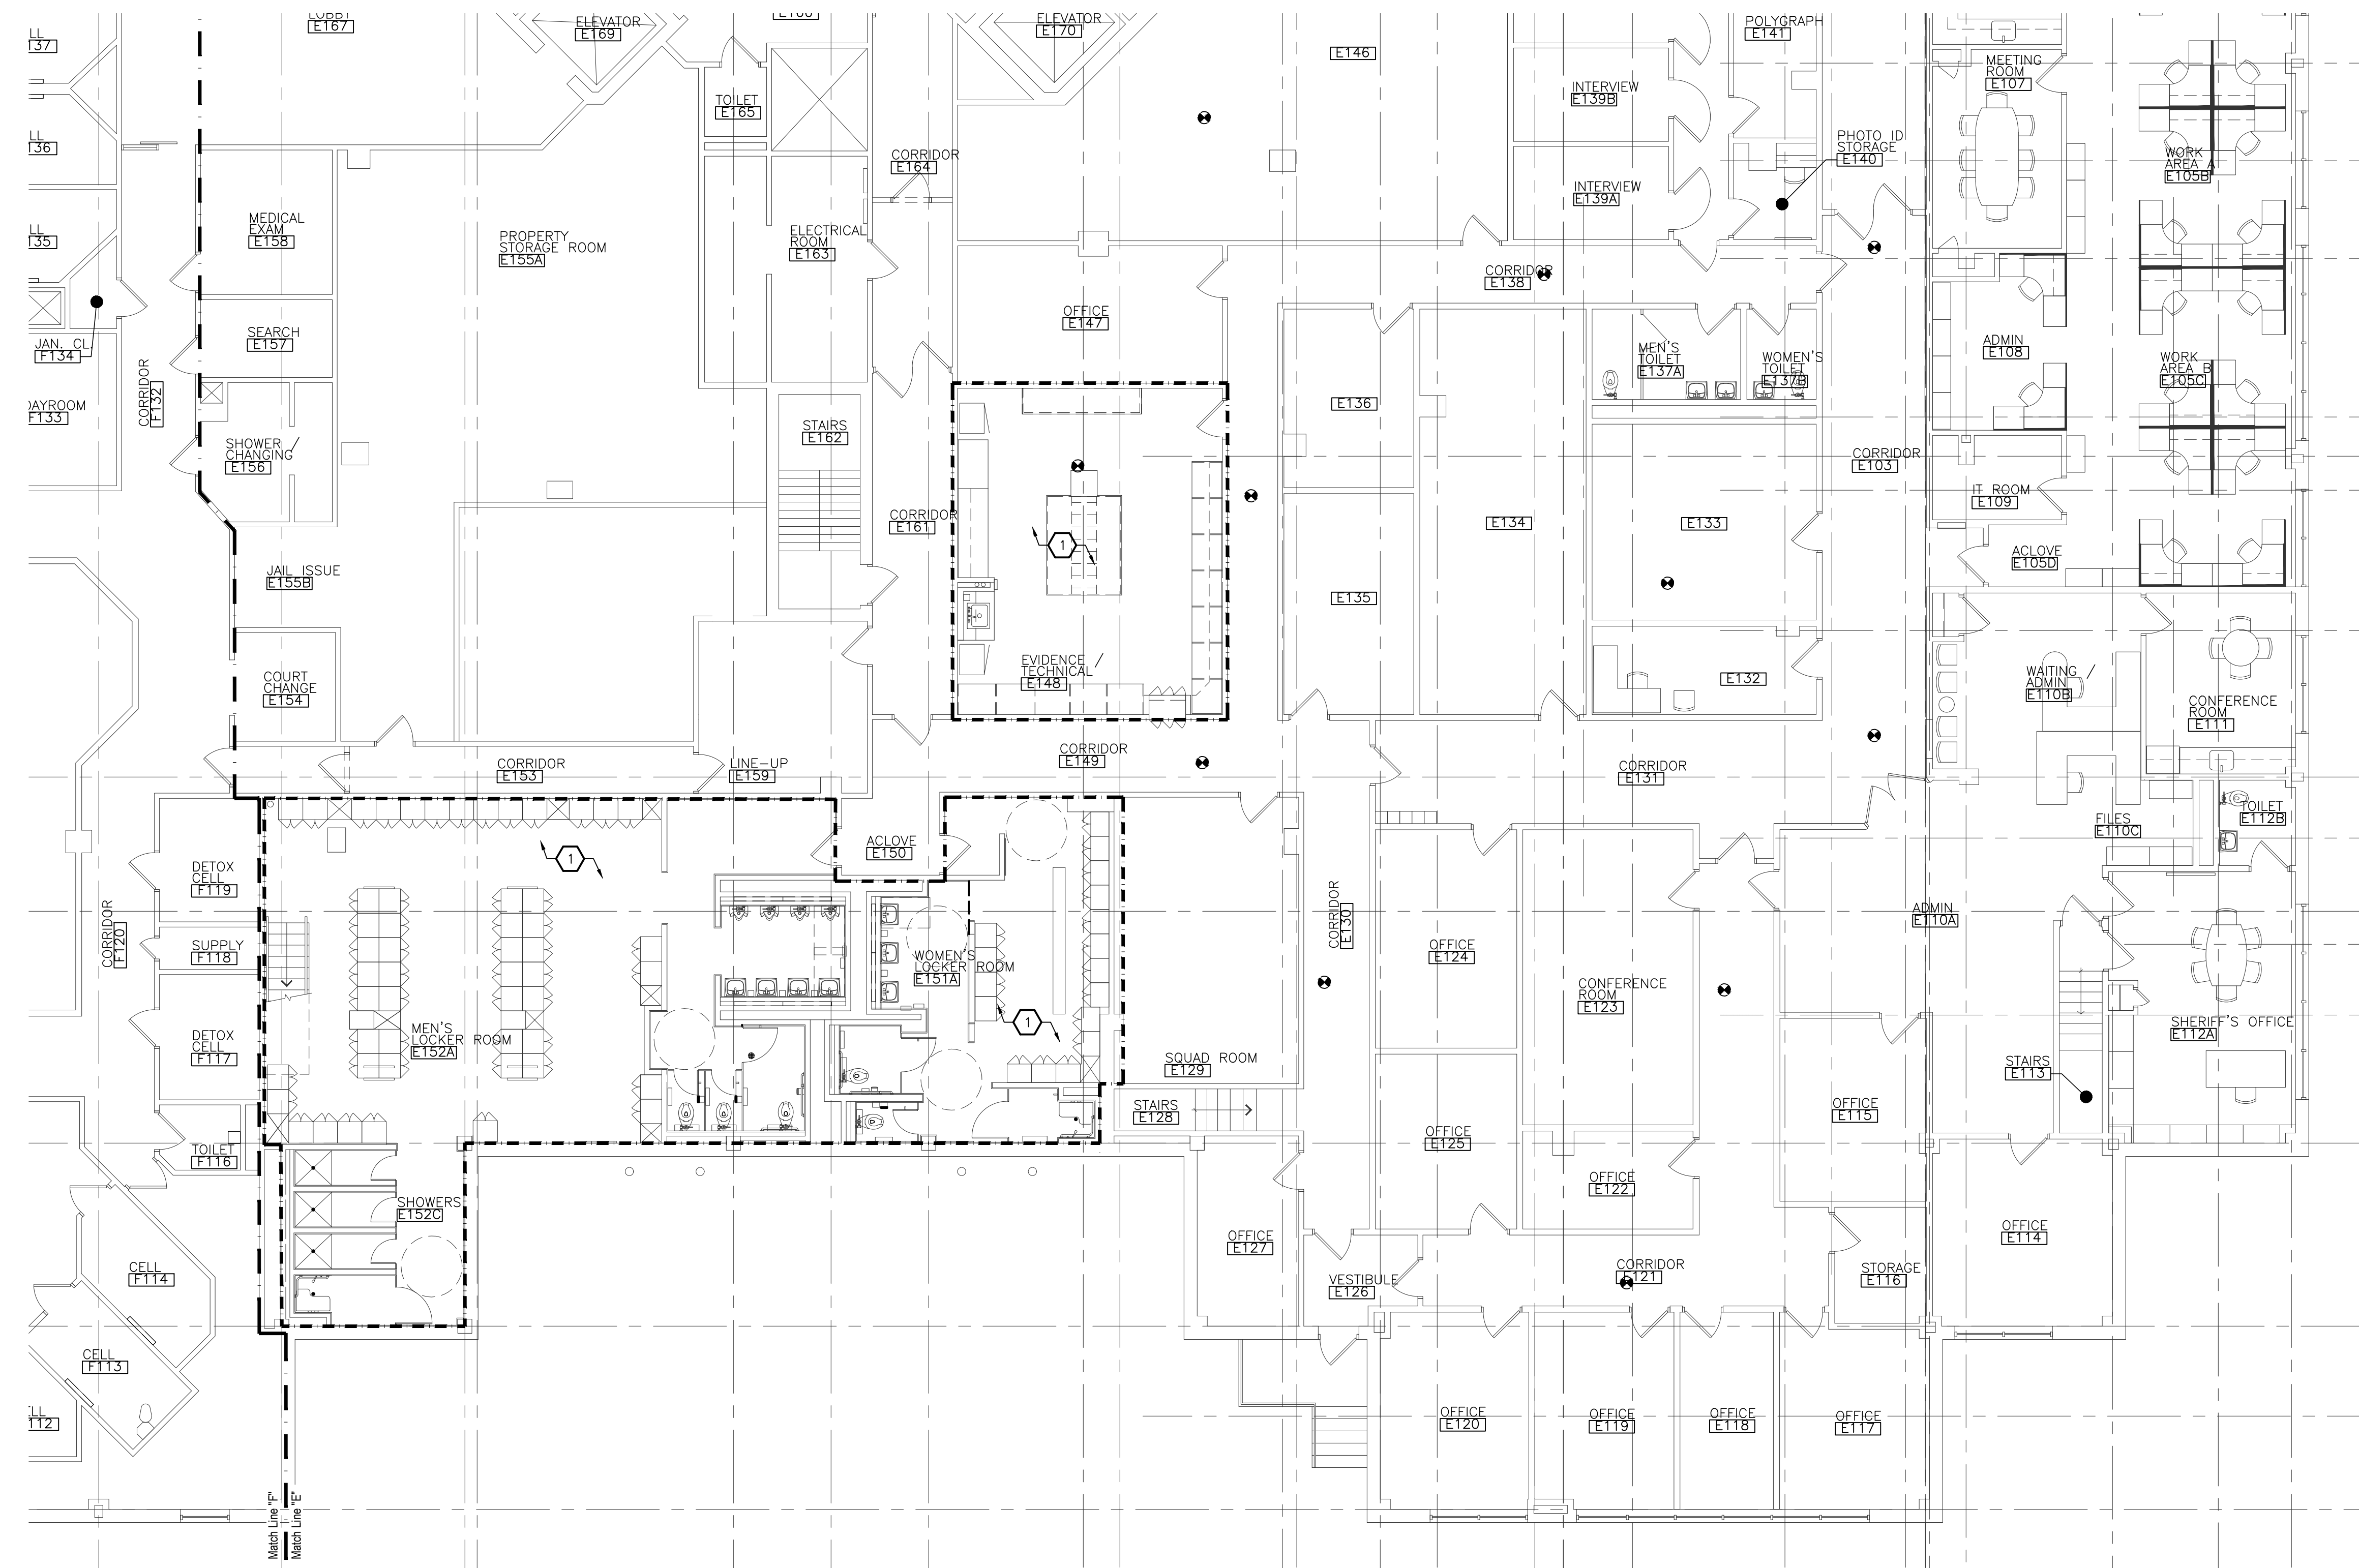 LOBBY
E167
ELEVATOR
E169
ELEVATOR
E170
E146
POLYGRAPH
E141
MEETING
ROOM
E107
INTERVIEW
E139B
TOILET
E165
PHOTO ID
STORAGE
E140
CORRIDOR
E164
WORK
AREA A
E105B
INTERVIEW
E139A
MEDICAL
EXAM
E158
PROPERTY
STORAGE ROOM
E155A
ELECTRICAL
ROOM
E163
CORRIDOR
E138
OFFICE
E147
SEARCH
E157
JAN. CL.
F134
CORRIDOR
F132
MEN'S
TOILET
E137A
WOMEN'S
TOILET
E137B
ADMIN
E108
WORK
AREA B
E105C
DAYROOM
F133
E136
STAIRS
E162
SHOWER /
CHANGING
E156
CORRIDOR
E103
IT ROOM
E109
CORRIDOR
E161
E134
E133
1
ACLOVE
E105D
JAIL ISSUE
E155B
E135
EVIDENCE /
TECHNICAL
E148
E132
WAITING /
ADMIN
E110B
COURT
CHANGE
E154
CONFERENCE
ROOM
E111
CORRIDOR
E153
LINE-UP
E159
CORRIDOR
E149
CORRIDOR
E131
TOILET
E112B
FILES
E110C
ACLOVE
E150
1
DETOX
CELL
F119
CORRIDOR
F120
CORRIDOR
E130
ADMIN
E110A
SUPPLY
F118
WOMEN'S
LOCKER ROOM
E151A
OFFICE
E124
CONFERENCE
ROOM
E123
1
SHERIFF'S OFFICE
E112A
MEN'S
LOCKER ROOM
E152A
DETOX
CELL
F117
SQUAD ROOM
E129
STAIRS
E113
STAIRS
E128
OFFICE
E115
OFFICE
E125
TOILET
F116
OFFICE
E122
SHOWERS
E152C
OFFICE
E127
OFFICE
E114
CELL
F114
VESTIBULE
E126
CORRIDOR
E121
STORAGE
E116
CELL
F113
OFFICE
E120
OFFICE
E119
OFFICE
E118
OFFICE
E117
Match Line "F"
Match Line "E"